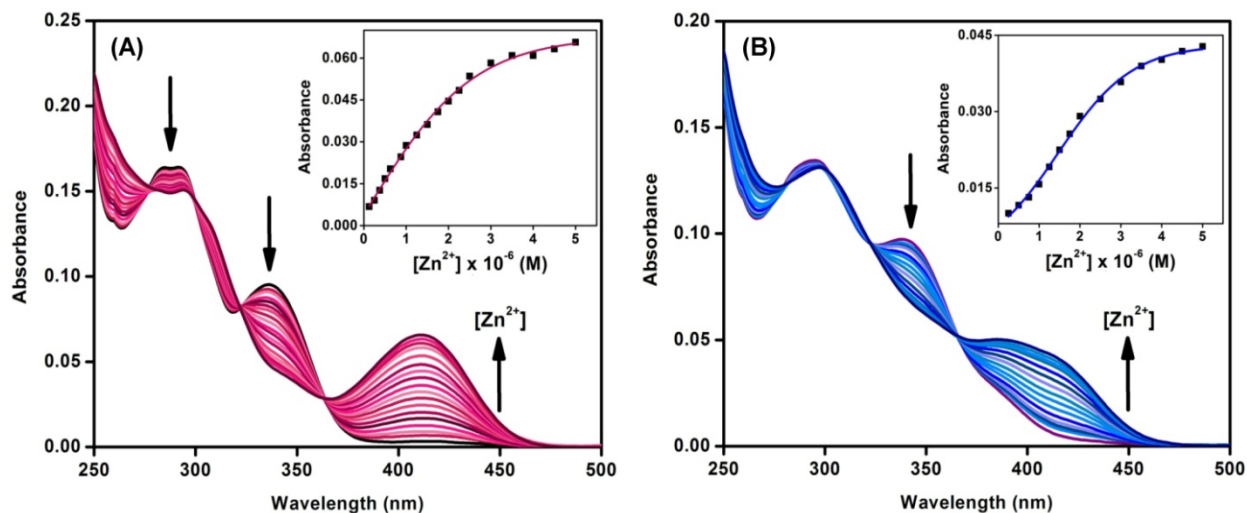 (A)
0.25
0.20
0.15
0.10
0.05
0.00
Absorbance
250 300 350 400 450 500
Wavelength (nm)
[Zn²⁺]
0.060
0.045
0.030
0.015
0.000
Absorbance
0 1 2 3 4 5
[Zn²⁺] x 10⁻⁶ (M)
(B)
0.20
0.15
0.10
0.05
0.00
Absorbance
250 300 350 400 450 500
Wavelength (nm)
[Zn²⁺]
0.045
0.030
0.015
Absorbance
0 1 2 3 4 5
[Zn²⁺] x 10⁻⁶ (M)